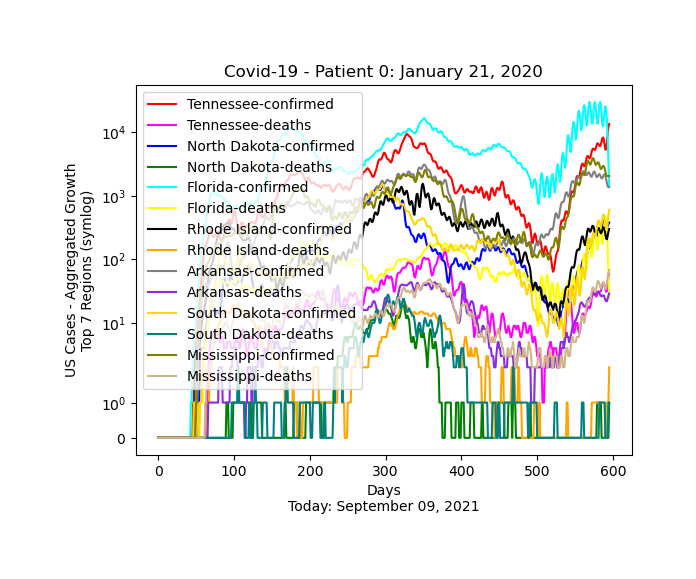 Covid-19 - Patient 0: January 21, 2020
US Cases - Aggregated Growth
Top 7 Regions (symlog)
10^4
10^3
10^2
10^1
10^0
0
Tennessee-confirmed
Tennessee-deaths
North Dakota-confirmed
North Dakota-deaths
Florida-confirmed
Florida-deaths
Rhode Island-confirmed
Rhode Island-deaths
Arkansas-confirmed
Arkansas-deaths
South Dakota-confirmed
South Dakota-deaths
Mississippi-confirmed
Mississippi-deaths
0 100 200 300 400 500 600
Days
Today: September 09, 2021